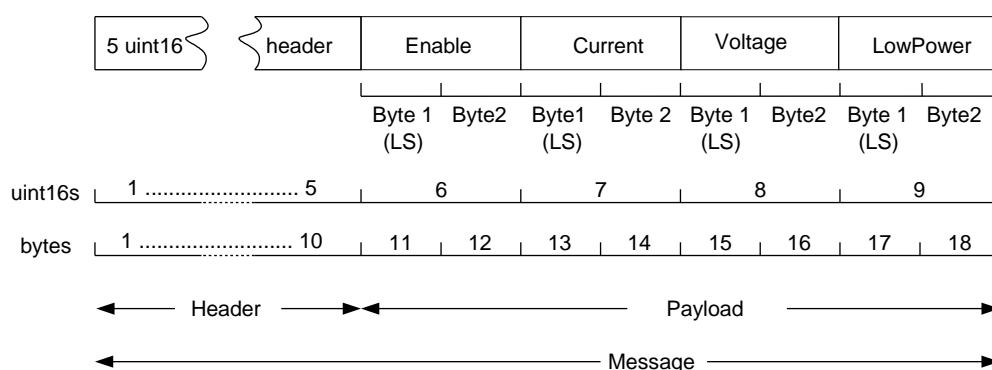 5 uint16 header Enable Current Voltage LowPower
Byte 1 Byte2 Byte1 Byte 2 Byte 1 Byte2 Byte 1 Byte2
(LS) (LS) (LS) (LS)
uint16s 1 .......................... 5 6 7 8 9
bytes 1 .......................... 10 11 12 13 14 15 16 17 18
Header Payload
Message